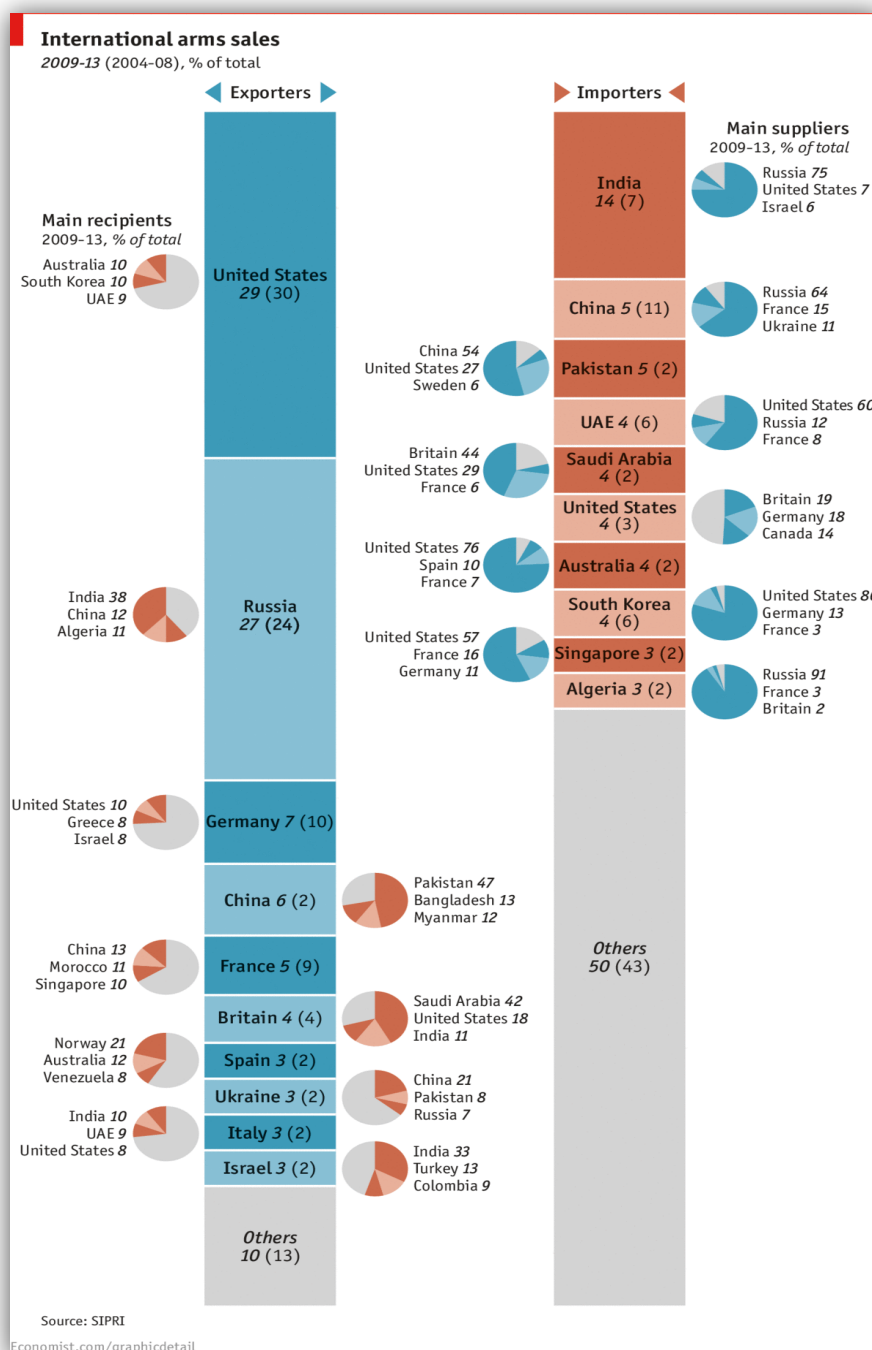 International arms sales
2009-13 (2004-08), % of total
Exporters
Importers
Main suppliers
2009-13, % of total
Main recipients
2009-13, % of total
United States
29 (30)
Australia 10
South Korea 10
UAE 9
Russia
27 (24)
India 38
China 12
Algeria 11
Germany 7 (10)
United States 10
Greece 8
Israel 8
China 6 (2)
Pakistan 47
Bangladesh 13
Myanmar 12
France 5 (9)
China 13
Morocco 11
Singapore 10
Britain 4 (4)
Saudi Arabia 42
United States 18
India 11
Spain 3 (2)
Norway 21
Australia 12
Venezuela 8
Ukraine 3 (2)
China 21
Pakistan 8
Russia 7
Italy 3 (2)
India 10
UAE 9
United States 8
Israel 3 (2)
India 33
Turkey 13
Colombia 9
Others
10 (13)
India
14 (7)
Russia 75
United States 7
Israel 6
China 5 (11)
Russia 64
France 15
Ukraine 11
Pakistan 5 (2)
China 54
United States 27
Sweden 6
UAE 4 (6)
United States 60
Russia 12
France 8
Saudi Arabia
4 (2)
Britain 44
United States 29
France 6
United States
4 (3)
Britain 19
Germany 18
Canada 14
Australia 4 (2)
United States 76
Spain 10
France 7
South Korea
4 (6)
United States
Germany 13
France 3
Singapore 3 (2)
United States 57
France 16
Germany 11
Algeria 3 (2)
Russia 91
France 3
Britain 2
Others
50 (43)
Source: SIPRI
Economist.com/graphicdetail